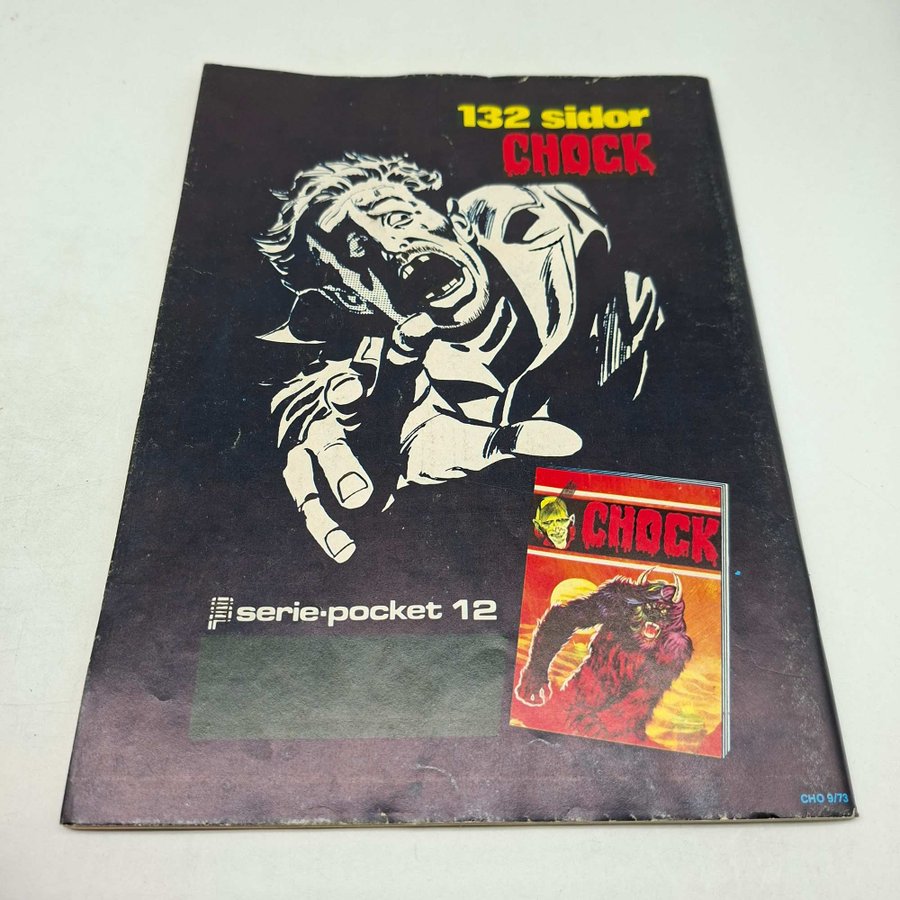 132 sidor
CHOCK
CHOCK
serie·pocket 12
CHO 9/73